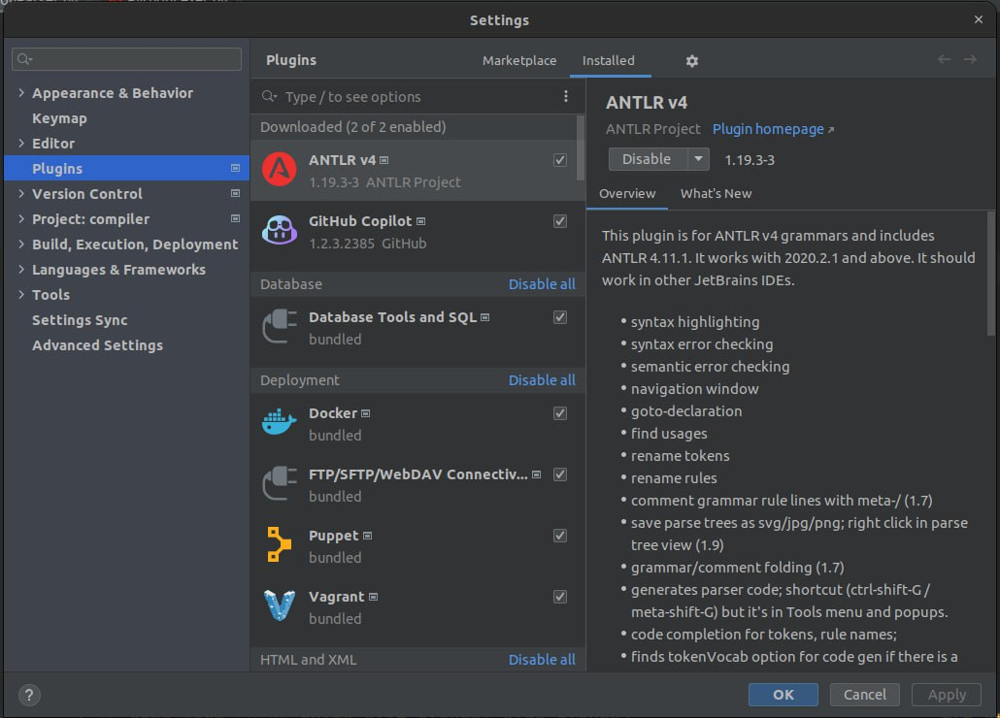 Settings
Plugins
Marketplace
Installed
Appearance & Behavior
Keymap
Editor
Plugins
Version Control
Project: compiler
Build, Execution, Deployment
Languages & Frameworks
Tools
Settings Sync
Advanced Settings
Type / to see options
Downloaded (2 of 2 enabled)
ANTLR v4
1.19.3-3 ANTLR Project
GitHub Copilot
1.2.3.2385 GitHub
Database Disable all
Database Tools and SQL
bundled
Deployment Disable all
Docker
bundled
FTP/SFTP/WebDAV Connectiv...
bundled
Puppet
bundled
Vagrant
bundled
HTML and XML Disable all
ANTLR v4
ANTLR Project Plugin homepage
Disable 1.19.3-3
Overview What's New
This plugin is for ANTLR v4 grammars and includes
ANTLR 4.11.1. It works with 2020.2.1 and above. It should
work in other JetBrains IDEs.
• syntax highlighting
• syntax error checking
• semantic error checking
• navigation window
• goto-declaration
• find usages
• rename tokens
• rename rules
• comment grammar rule lines with meta-/ (1.7)
• save parse trees as svg/jpg/png; right click in parse
tree view (1.9)
• grammar/comment folding (1.7)
• generates parser code; shortcut (ctrl-shift-G /
meta-shift-G) but it's in Tools menu and popups.
• code completion for tokens, rule names;
• finds tokenVocab option for code gen if there is a
?
OK
Cancel
Apply